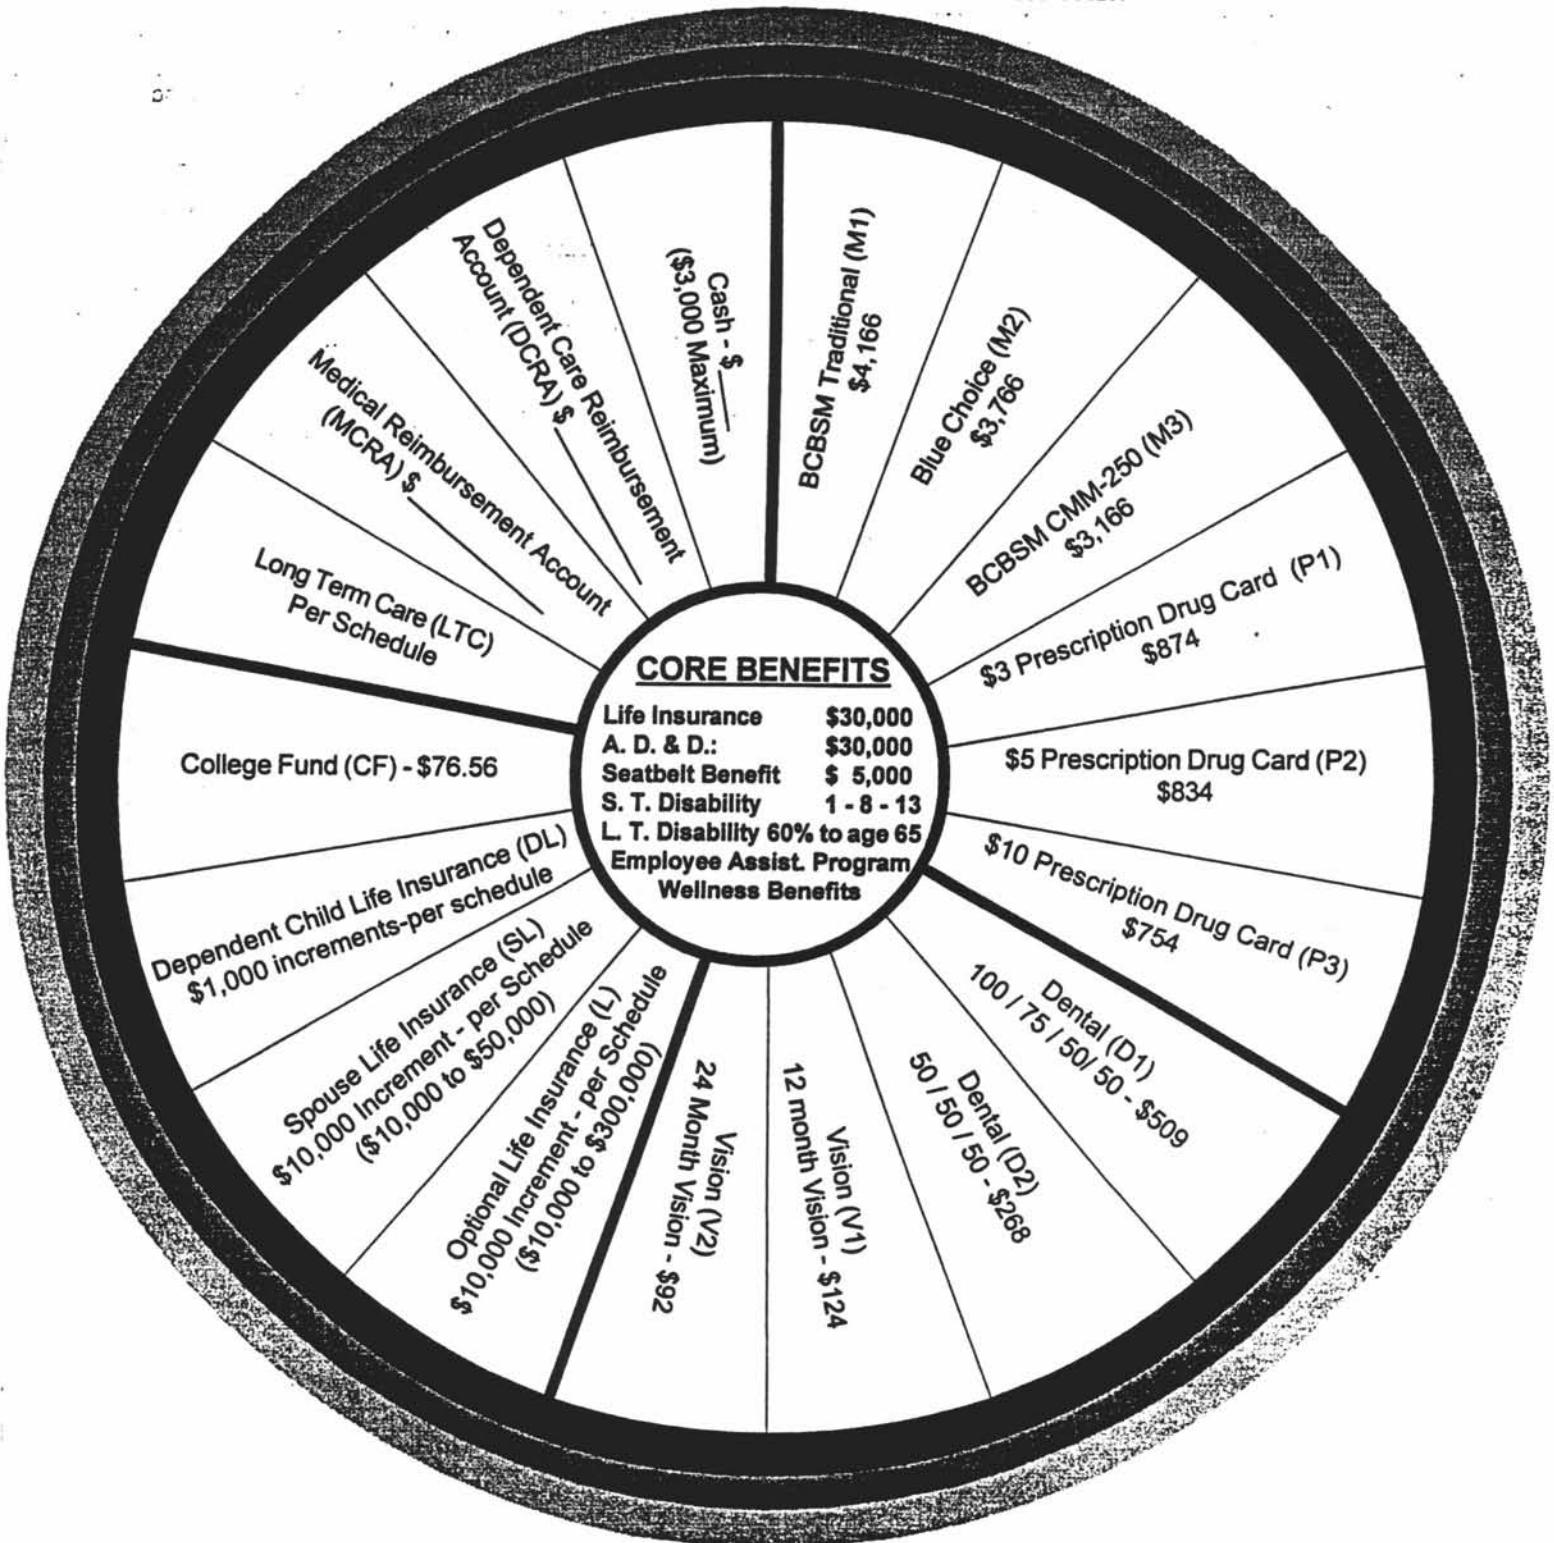 BCBSM Traditional (M1)
$4,166
Blue Choice (M2)
$3,766
BCBSM CMM-250 (M3)
$3,166
$3 Prescription Drug Card (P1)
$874
$5 Prescription Drug Card (P2)
$834
$10 Prescription Drug Card (P3)
$754
Dental (D1)
100 / 75 / 50/ 50 - $509
Dental (D2)
50 / 50 / 50 - $268
Vision (V1)
12 month Vision - $124
Vision (V2)
24 Month Vision - $92
Optional Life Insurance (L)
$10,000 Increment - per Schedule
($10,000 to $300,000)
Spouse Life Insurance (SL)
$10,000 Increment - per Schedule
($10,000 to $50,000)
Dependent Child Life Insurance (DL)
$1,000 increments-per schedule
College Fund (CF) - $76.56
Long Term Care (LTC)
Per Schedule
Medical Reimbursement Account
(MCRA) $ ______
Dependent Care Reimbursement
Account (DCRA) $ ______
Cash - $ ______
($3,000 Maximum)
CORE BENEFITS
Life Insurance $30,000
A. D. & D.: $30,000
Seatbelt Benefit $ 5,000
S. T. Disability 1 - 8 - 13
L. T. Disability 60% to age 65
Employee Assist. Program
Wellness Benefits